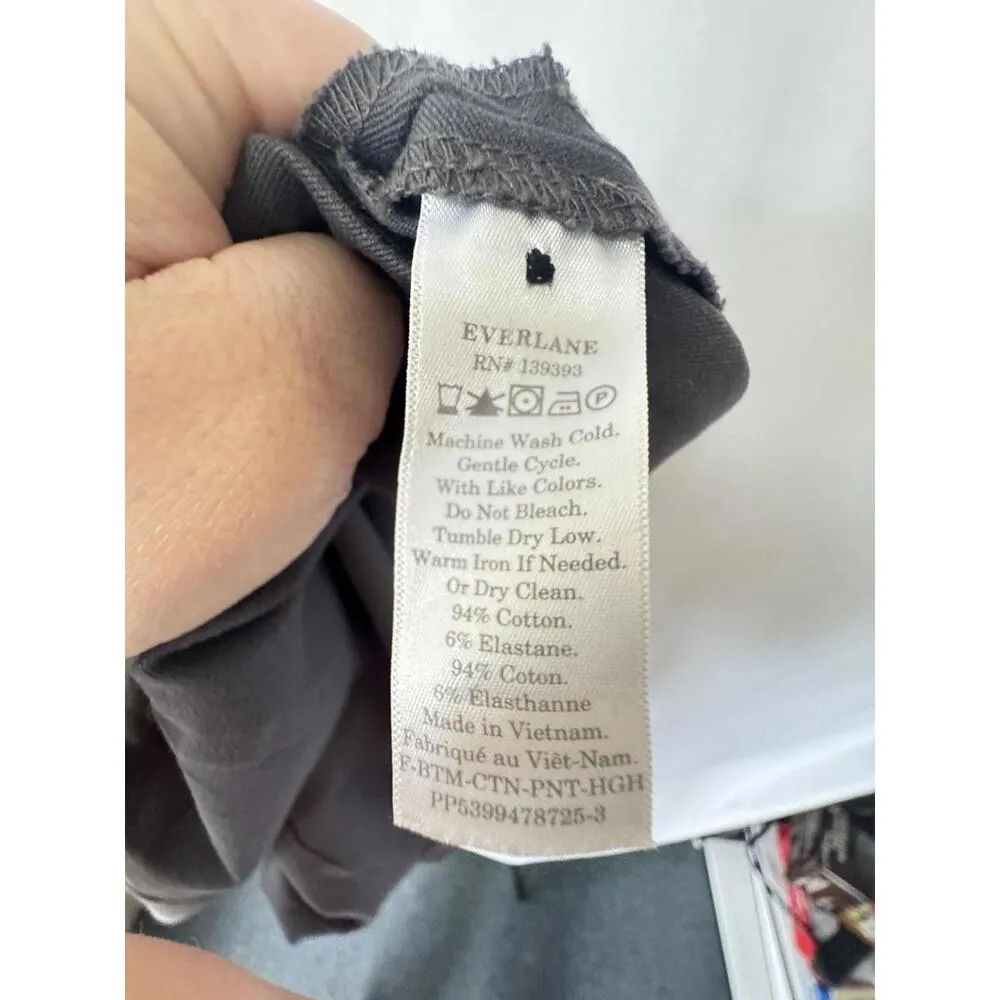 EVERLANE
RN# 139393
P
Machine Wash Cold.
Gentle Cycle.
With Like Colors.
Do Not Bleach.
Tumble Dry Low.
Warm Iron If Needed.
Or Dry Clean.
94% Cotton.
6% Elastane.
94% Coton.
6% Élasthanne
Made in Vietnam.
Fabriqué au Viêt-Nam.
F-BTM-CTN-PNT-HGH
PP5399478725-3